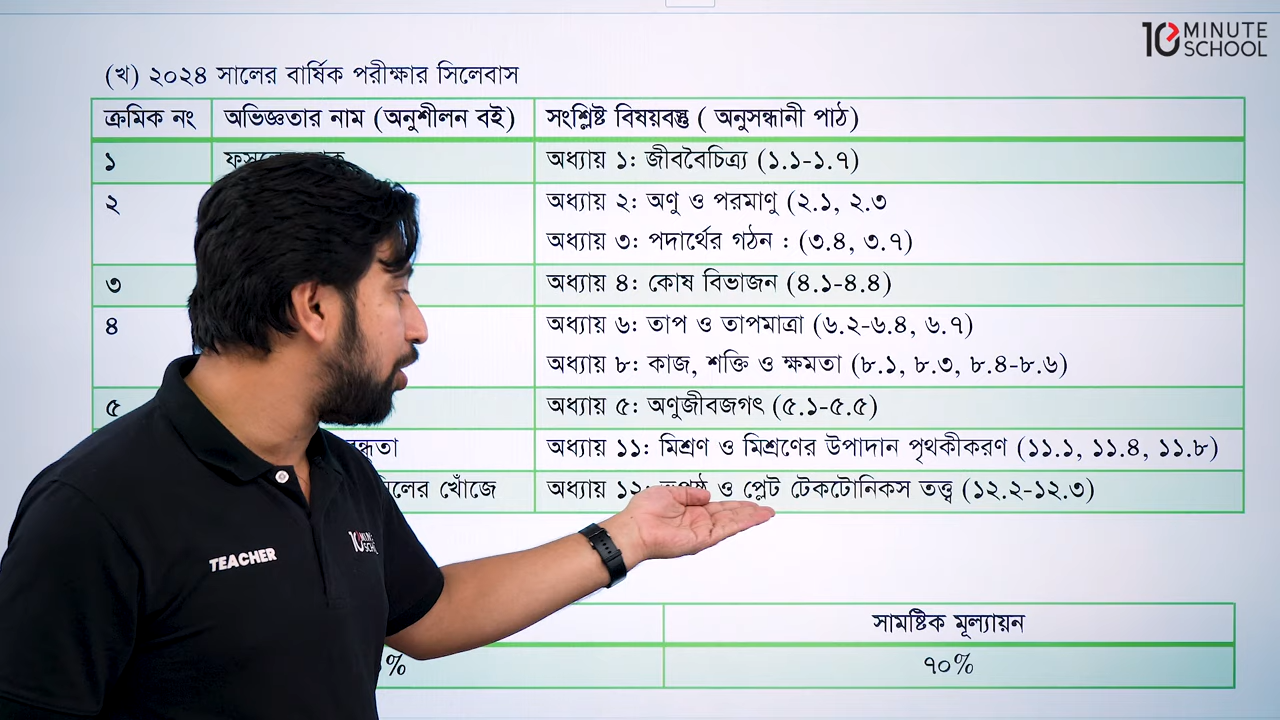 10 MINUTE SCHOOL
(খ) ২০২৪ সালের বার্ষিক পরীক্ষার সিলেবাস
ক্রমিক নং অভিজ্ঞতার নাম (অনুশীলন বই) সংশ্লিষ্ট বিষয়বস্তু ( অনুসন্ধানী পাঠ)
১ অধ্যায় ১: জীববৈচিত্র্য (১.১-১.৭)
২ অধ্যায় ২: অণু ও পরমাণু (২.১, ২.৩
অধ্যায় ৩: পদার্থের গঠন : (৩.৪, ৩.৭)
৩ অধ্যায় ৪: কোষ বিভাজন (৪.১-৪.৪)
৪ অধ্যায় ৬: তাপ ও তাপমাত্রা (৬.২-৬.৪, ৬.৭)
অধ্যায় ৮: কাজ, শক্তি ও ক্ষমতা (৮.১, ৮.৩, ৮.৪-৮.৬)
৫ অধ্যায় ৫: অণুজীবজগৎ (৫.১-৫.৫)
অধ্যায় ১১: মিশ্রণ ও মিশ্রণের উপাদান পৃথকীকরণ (১১.১, ১১.৪, ১১.৮)
খোঁজে অধ্যায় ১২: ও প্লেট টেকটোনিকস তত্ত্ব (১২.২-১২.৩)
TEACHER
সামষ্টিক মূল্যায়ন
% ৭০%